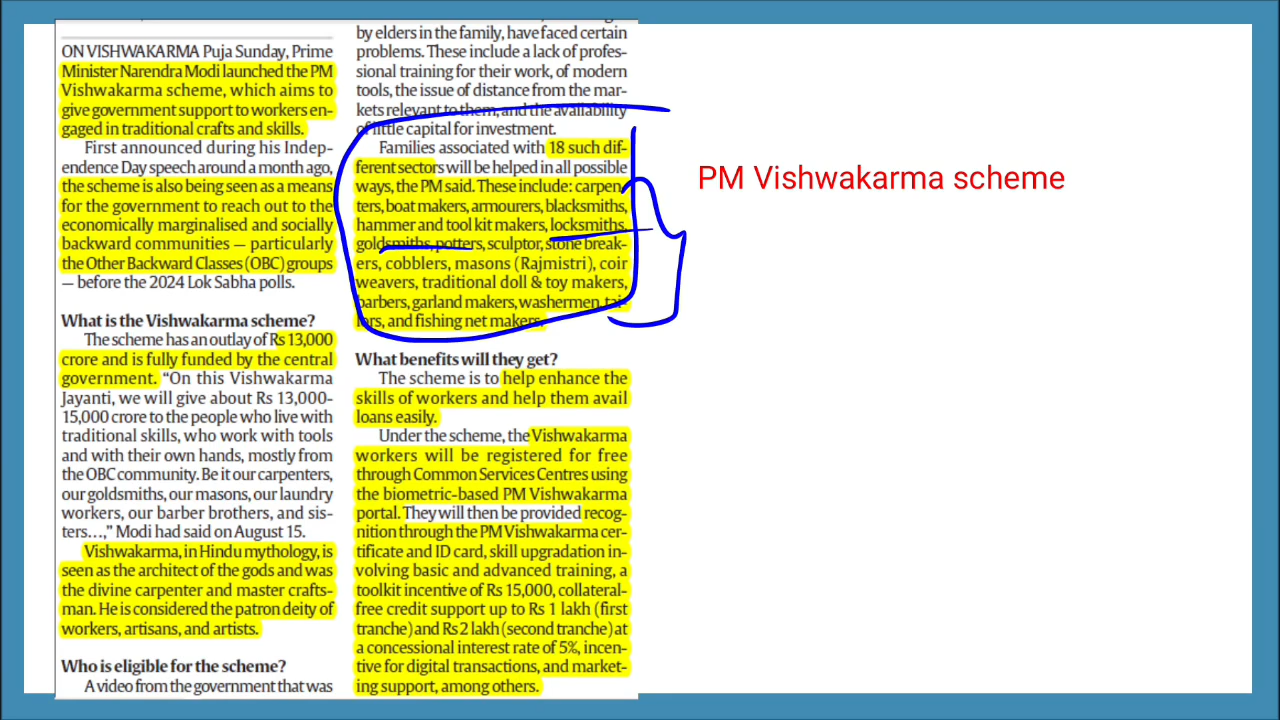 ON VISHWAKARMA Puja Sunday, Prime
Minister Narendra Modi launched the PM
Vishwakarma scheme, which aims to
give government support to workers en-
gaged in traditional crafts and skills.
First announced during his Indep-
endence Day speech around a month ago,
the scheme is also being seen as a means
for the government to reach out to the
economically marginalised and socially
backward communities — particularly
the Other Backward Classes (OBC) groups
— before the 2024 Lok Sabha polls.
What is the Vishwakarma scheme?
The scheme has an outlay of Rs 13,000
crore and is fully funded by the central
government. "On this Vishwakarma
Jayanti, we will give about Rs 13,000-
15,000 crore to the people who live with
traditional skills, who work with tools
and with their own hands, mostly from
the OBC community. Be it our carpenters,
our goldsmiths, our masons, our laundry
workers, our barber brothers, and sis-
ters…," Modi had said on August 15.
Vishwakarma, in Hindu mythology, is
seen as the architect of the gods and was
the divine carpenter and master crafts-
man. He is considered the patron deity of
workers, artisans, and artists.
Who is eligible for the scheme?
A video from the government that was
by elders in the family, have faced certain
problems. These include a lack of profes-
sional training for their work, of modern
tools, the issue of distance from the mar-
kets relevant to them, and the availability
of little capital for investment.
Families associated with 18 such dif-
ferent sectors will be helped in all possible
ways, the PM said. These include: carpen-
ters, boat makers, armourers, blacksmiths,
hammer and tool kit makers, locksmiths,
goldsmiths, potters, sculptor, stone break-
ers, cobblers, masons (Rajmistri), coir
weavers, traditional doll & toy makers,
barbers, garland makers, washermen, tai-
lors, and fishing net makers.
What benefits will they get?
The scheme is to help enhance the
skills of workers and help them avail
loans easily.
Under the scheme, the Vishwakarma
workers will be registered for free
through Common Services Centres using
the biometric-based PM Vishwakarma
portal. They will then be provided recog-
nition through the PM Vishwakarma cer-
tificate and ID card, skill upgradation in-
volving basic and advanced training, a
toolkit incentive of Rs 15,000, collateral-
free credit support up to Rs 1 lakh (first
tranche) and Rs 2 lakh (second tranche) at
a concessional interest rate of 5%, incen-
tive for digital transactions, and market-
ing support, among others.
PM Vishwakarma scheme